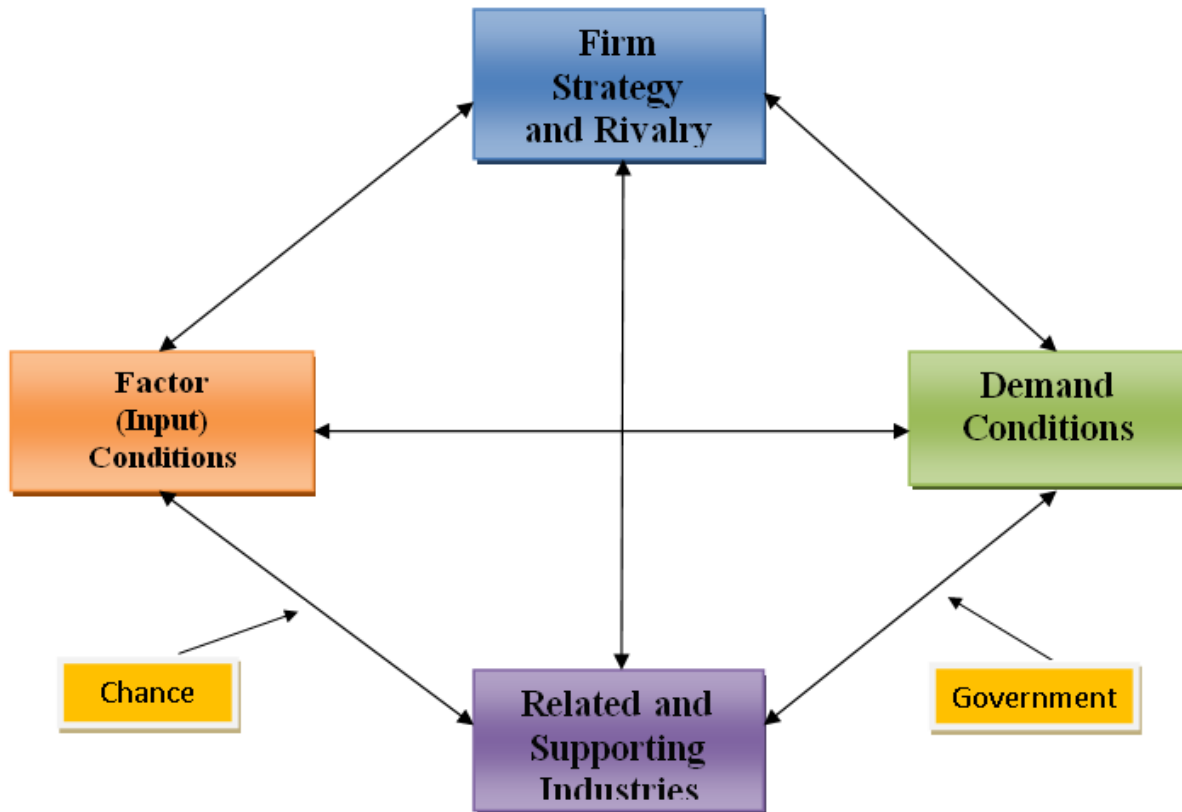 Firm
Strategy
and Rivalry
Factor
(Input)
Conditions
Demand
Conditions
Chance
Government
Related and
Supporting
Industries